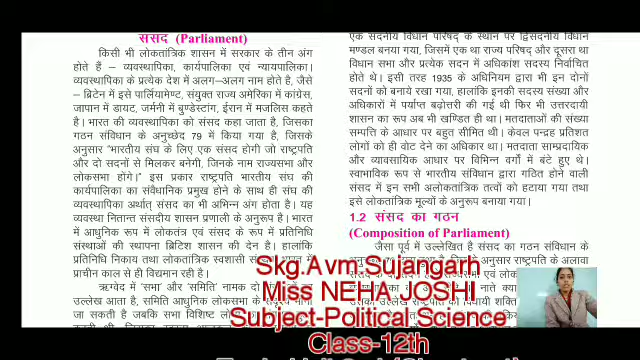 संसद (Parliament)
किसी भी लोकतांत्रिक शासन में सरकार के तीन अंग
होते हैं – व्यवस्थापिका, कार्यपालिका एवं न्यायपालिका।
व्यवस्थापिका के प्रत्येक देश में अलग–अलग नाम होते है, जैसे
– ब्रिटेन में इसे पार्लियामेण्ट, संयुक्त राज्य अमेरिका में कांग्रेस,
जापान में डायट, जर्मनी में बुण्डेस्टांग, ईरान में मजलिस कहते
है। भारत की व्यवस्थापिका को संसद कहा जाता है, जिसका
गठन संविधान के अनुच्छेद 79 में किया गया है, जिसके
अनुसार "भारतीय संघ के लिए एक संसद होगी जो राष्ट्रपति
और दो सदनों से मिलकर बनेगी, जिनके नाम राज्यसभा और
लोकसभा होंगे।" इस प्रकार राष्ट्रपति भारतीय संघ की
कार्यपालिका का संवैधानिक प्रमुख होने के साथ ही संघ की
व्यवस्थापिका अर्थात् संसद का भी अभिन्न अंग होता है। यह
व्यवस्था नितान्त संसदीय शासन प्रणाली के अनुरूप है। भारत
में आधुनिक रूप में लोकतंत्र एवं संसद के रूप में प्रतिनिधि
संस्थाओं की स्थापना ब्रिटिश शासन की देन है। हालांकि
प्रतिनिधि निकाय तथा लोकतांत्रिक स्वशासी भारत में
प्राचीन काल से ही विद्यमान रही है।
ऋग्वेद में 'सभा' और 'समिति' नामक दो
उल्लेख आता है, समिति आधुनिक लोकसभा के
जा सकती है जबकि सभा विशिष्ट
एक सदनीय विधान परिषद् के स्थान पर द्विसदनीय विधान
मण्डल बनाया गया, जिसमें एक था राज्य परिषद् और दूसरा था
विधान सभा और प्रत्येक सदन में अधिकांश सदस्य निर्वाचित
होते थे। इसी तरह 1935 के अधिनियम द्वारा भी इन दोनों
सदनों को बनाये रखा गया, हालांकि इनकी सदस्य संख्या और
अधिकारों में पर्याप्त बढ़ोत्तरी की गई थी फिर भी उत्तरदायी
शासन का रूप अब भी खण्डित ही था। मतदाताओं की संख्या
सम्पत्ति के आधार पर बहुत सीमित थी। केवल पन्द्रह प्रतिशत
लोगों को ही वोट देने का अधिकार था। मतदाता साम्प्रदायिक
और व्यावसायिक आधार पर विभिन्न वर्गों में बंटे हुए थे।
स्वाभाविक रूप से भारतीय संविधान द्वारा गठित होने वाली
संसद में इन सभी अलोकतांत्रिक तत्वों को हटाया गया तथा
इसे लोकतांत्रिक मूल्यों के अनुरूप बनाया गया।
1.2 संसद का गठन
(Composition of Parliament)
जैसा पूर्व में उल्लेखित है संसद का गठन संविधान के
अनुसार राष्ट्रपति के अलावा
Skg.Avm.Sujangarh
Miss NEHA JOSHI
Subject-Political Science
Class-12th